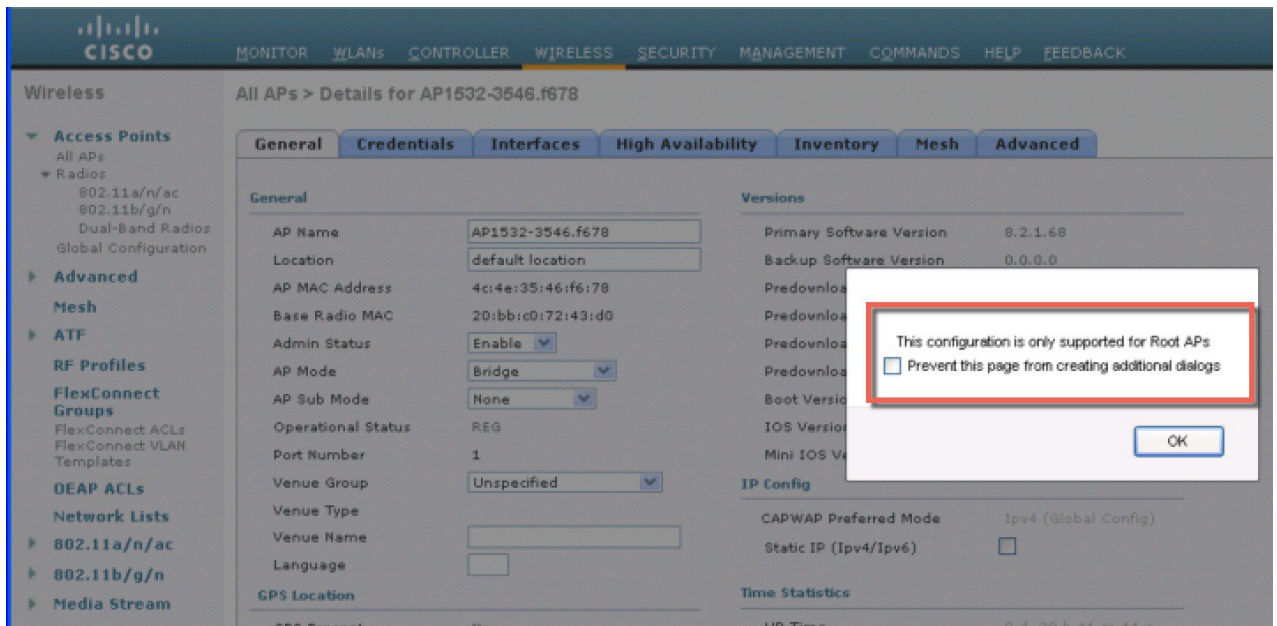 CISCO
MONITOR WLANs CONTROLLER WIRELESS SECURITY MANAGEMENT COMMANDS HELP FEEDBACK
Wireless
Access Points
All APs
Radios
802.11a/n/ac
802.11b/g/n
Dual-Band Radios
Global Configuration
Advanced
Mesh
ATF
RF Profiles
FlexConnect
Groups
FlexConnect ACLs
FlexConnect VLAN
Templates
OEAP ACLs
Network Lists
802.11a/n/ac
802.11b/g/n
Media Stream
All APs > Details for AP1532-3546.f678
General Credentials Interfaces High Availability Inventory Mesh Advanced
General
AP Name AP1532-3546.f678
Location default location
AP MAC Address 4c:4e:35:46:f6:78
Base Radio MAC 20:bb:c0:72:43:d0
Admin Status Enable
AP Mode Bridge
AP Sub Mode None
Operational Status REG
Port Number 1
Venue Group Unspecified
Venue Type
Venue Name
Language
GPS Location
Versions
Primary Software Version 8.2.1.68
Backup Software Version 0.0.0.0
Predownloa
Predownloa
Predownloa
Predownloa
Boot Versio
IOS Version
Mini IOS Ve
IP Config
CAPWAP Preferred Mode Ipv4 (Global Config)
Static IP (Ipv4/Ipv6)
Time Statistics
This configuration is only supported for Root APs
Prevent this page from creating additional dialogs
OK